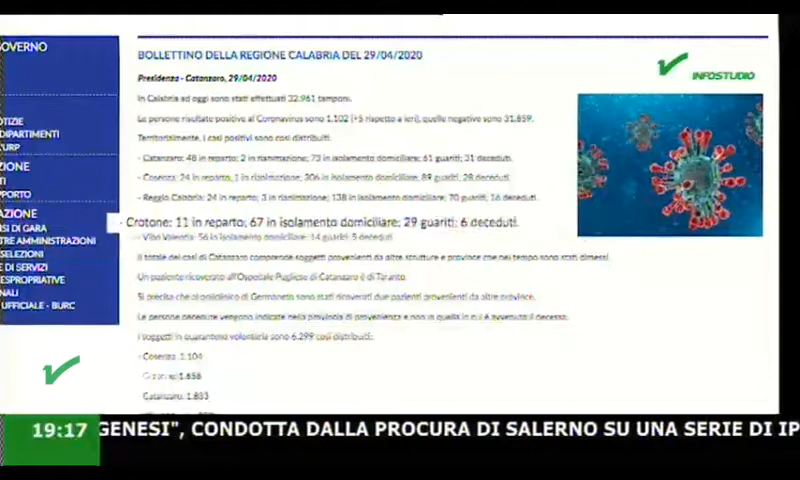 GOVERNO
BOLLETTINO DELLA REGIONE CALABRIA DEL 29/04/2020
INFOSTUDIO
Presidenza - Catanzaro, 29/04/2020
In Calabria ad oggi sono stati effettuati 32.961 tamponi.
Le persone risultate positive al Coronavirus sono 1.102 (+5 rispetto a ieri), quelle negative sono 31.859.
Territorialmente, i casi positivi sono così distribuiti:
- Catanzaro: 48 in reparto; 2 in rianimazione; 73 in isolamento domiciliare; 61 guariti; 31 deceduti.
- Cosenza: 24 in reparto; 1 in rianimazione; 306 in isolamento domiciliare; 89 guariti; 28 deceduti.
- Reggio Calabria: 24 in reparto; 3 in rianimazione; 138 in isolamento domiciliare; 70 guariti; 16 deceduti.
- Crotone: 11 in reparto; 67 in isolamento domiciliare; 29 guariti; 6 deceduti.
- Vibo Valentia: 56 in isolamento domiciliare; 14 guariti; 5 deceduti
Il totale dei casi di Catanzaro comprende soggetti provenienti da altre strutture e province che nel tempo sono stati dimessi.
Un paziente ricoverato all'Ospedale Pugliese di Catanzaro è di Taranto
Si precisa che al policlinico di Germaneto sono stati ricoverati due pazienti provenienti da altre province.
Le persone decedute vengono indicate nella provincia di provenienza e non in quella in cui è avvenuto il decesso.
I soggetti in quarantena volontaria sono 6.299 così distribuiti:
- Cosenza: 1.104
1.658
Catanzaro: 1.833
OTIZIE
DIPARTIMENTI
L'URP
ZIONE
TI
PPORTO
AZIONE
RSI DI GARA
TRE AMMINISTRAZIONI
SELEZIONI
E DI SERVIZI
ESPROPRIATIVE
NALI
UFFICIALE - BURC
19:17
GENESI", CONDOTTA DALLA PROCURA DI SALERNO SU UNA SERIE DI IP